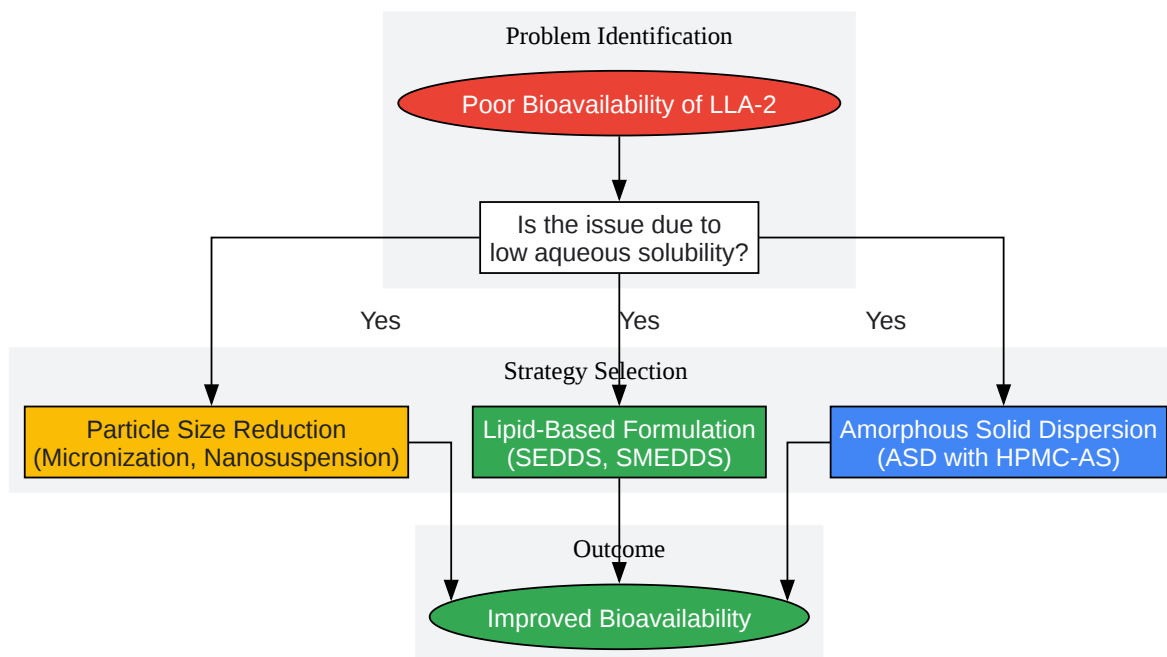 Problem Identification
Poor Bioavailability of LLA-2
Is the issue due to
low aqueous solubility?
Yes
Yes
Yes
Strategy Selection
Particle Size Reduction
(Micronization, Nanosuspension)
Lipid-Based Formulation
(SEDDS, SMEDDS)
Amorphous Solid Dispersion
(ASD with HPMC-AS)
Outcome
Improved Bioavailability